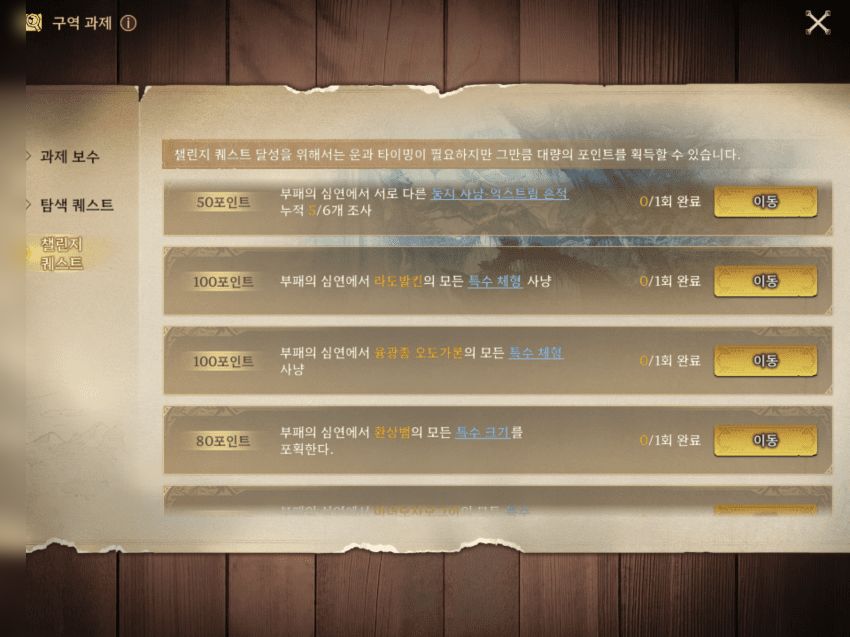 구역 과제
과제 보수
탐색 퀘스트
챌린지
퀘스트
챌린지 퀘스트 달성을 위해서는 운과 타이밍이 필요하지만 그만큼 대량의 포인트를 획득할 수 있습니다.
50포인트
부패의 심연에서 서로 다른 둥지 사냥·익스트림 흔적
누적 5/6개 조사
0/1회 완료
이동
100포인트
부패의 심연에서 라도발킨의 모든 특수 체형 사냥
0/1회 완료
이동
100포인트
부패의 심연에서 융광종 오도가론의 모든 특수 체형
사냥
0/1회 완료
이동
80포인트
부패의 심연에서 환상범의 모든 특수 크기를
포획한다.
0/1회 완료
이동
부패의 심연에서